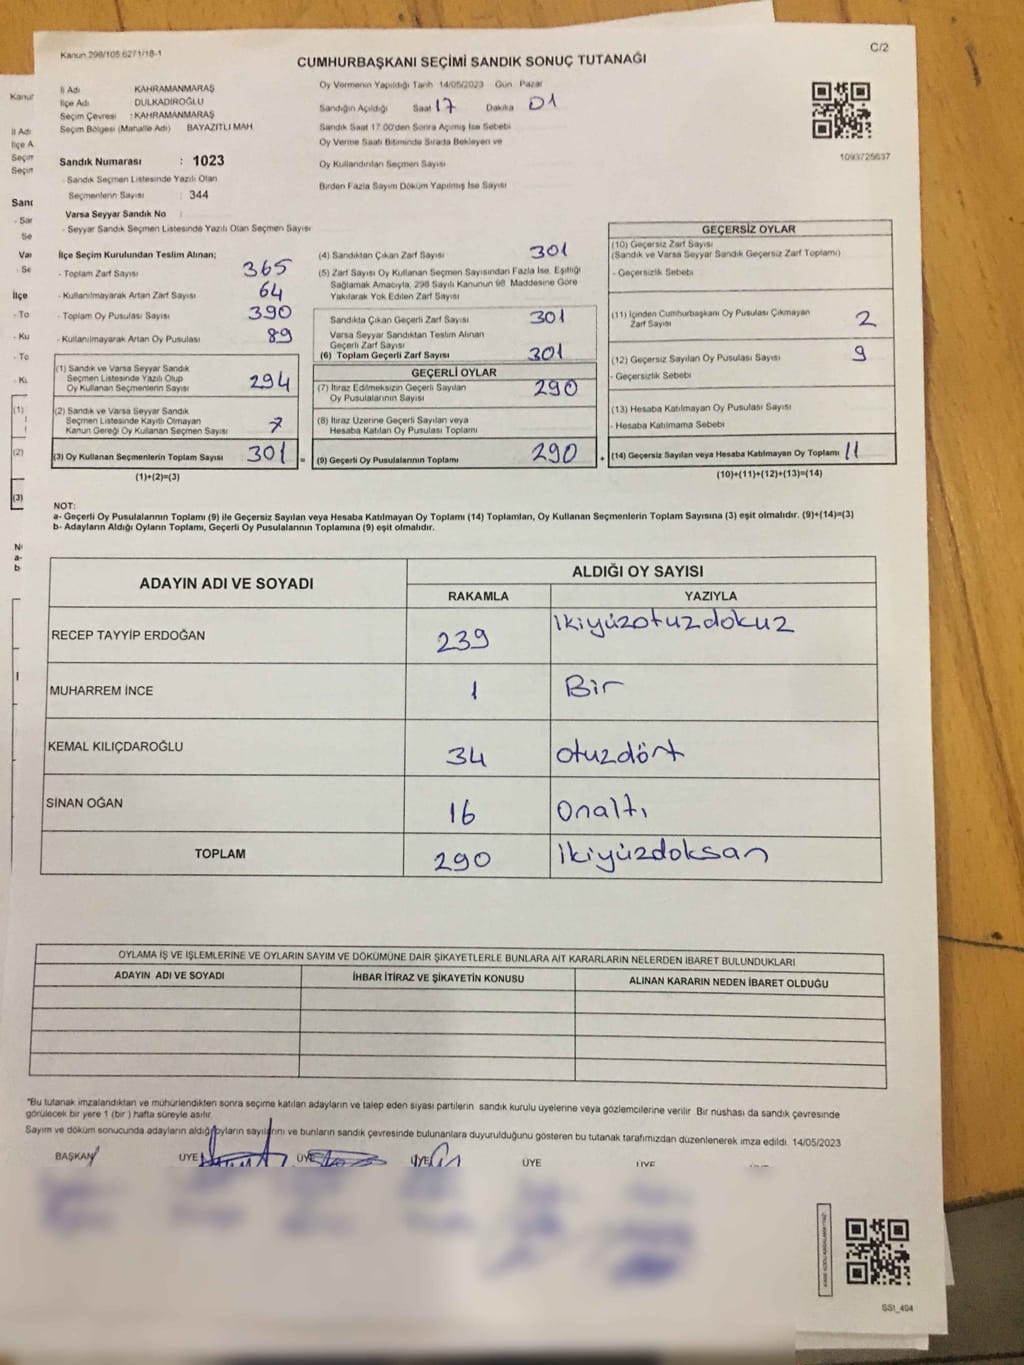 Kanun 298/105 6271/18-1
C/2
CUMHURBAŞKANI SEÇİMİ SANDIK SONUÇ TUTANAĞI
İl Adı KAHRAMANMARAŞ
İlçe Adı DULKADİROĞLU
Seçim Çevresi : KAHRAMANMARAŞ
Seçim Bölgesi (Mahalle Adı) BAYAZITLI MAH
Sandık Numarası : 1023
- Sandık Seçmen Listesinde Yazılı Olan
Seçmenlerin Sayısı : 344
Varsa Seyyar Sandık No
- Seyyar Sandık Seçmen Listesinde Yazılı Olan Seçmen Sayısı
Oy Vermenin Yapıldığı Tarih 14/05/2023 Gün Pazar
Sandığın Açıldığı Saat 17 Dakika 01
Sandık Saat 17 00'den Sonra Açımış İse Sebebi
Oy Verme Saati Bitiminde Sırada Bekleyen ve
Oy Kullandırılan Seçmen Sayısı
Birden Fazla Sayım Döküm Yapılmış İse Sayısı
1093725637
İlçe Seçim Kurulundan Teslim Alınan;
- Toplam Zarf Sayısı 365
- Kullanılmayarak Artan Zarf Sayısı 64
- Toplam Oy Pusulası Sayısı 390
- Kullanılmayarak Artan Oy Pusulası 89
(1) Sandık ve Varsa Seyyar Sandık
Seçmen Listesinde Yazılı Olup
Oy Kullanan Seçmenlerin Sayısı 294
(2) Sandık ve Varsa Seyyar Sandık
Seçmen Listesinde Kayıtlı Olmayan
Kanun Gereği Oy Kullanan Seçmen Sayısı 7
(3) Oy Kullanan Seçmenlerin Toplam Sayısı 301 =
(1)+(2)=(3)
(4) Sandıktan Çıkan Zarf Sayısı 301
(5) Zarf Sayısı Oy Kullanan Seçmen Sayısından Fazla İse, Eşitliği
Sağlamak Amacıyla, 298 Sayılı Kanunun 98 Maddesine Göre
Yakılarak Yok Edilen Zarf Sayısı
Sandıkta Çıkan Geçerli Zarf Sayısı 301
Varsa Seyyar Sandıktan Teslim Alınan
Geçerli Zarf Sayısı
(6) Toplam Geçerli Zarf Sayısı 301
GEÇERLİ OYLAR
(7) İtiraz Edilmeksizin Geçerli Sayılan
Oy Pusulalarının Sayısı 290
(8) İtiraz Üzerine Geçerli Sayılan veya
Hesaba Katılan Oy Pusulası Toplamı
(9) Geçerli Oy Pusulalarının Toplamı 290 +
GEÇERSİZ OYLAR
(10) Geçersiz Zarf Sayısı
(Sandık ve Varsa Seyyar Sandık Geçersiz Zarf Toplamı)
- Geçersizlik Sebebi
(11) İçinden Cumhurbaşkanı Oy Pusulası Çıkmayan
Zarf Sayısı 2
(12) Geçersiz Sayılan Oy Pusulası Sayısı 9
- Geçersizlik Sebebi
(13) Hesaba Katılmayan Oy Pusulası Sayısı
- Hesaba Katılmama Sebebi
(14) Geçersiz Sayılan veya Hesaba Katılmayan Oy Toplamı 11
(10)+(11)+(12)+(13)=(14)
NOT:
a- Geçerli Oy Pusulalarının Toplamı (9) ile Geçersiz Sayılan veya Hesaba Katılmayan Oy Toplamı (14) Toplamları, Oy Kullanan Seçmenlerin Toplam Sayısına (3) eşit olmalıdır. (9)+(14)=(3)
b- Adayların Aldığı Oyların Toplamı, Geçerli Oy Pusulalarının Toplamına (9) eşit olmalıdır.
ADAYIN ADI VE SOYADI
ALDIĞI OY SAYISI
RAKAMLA YAZIYLA
RECEP TAYYİP ERDOĞAN 239 ikiyüzotuzdokuz
MUHARREM İNCE 1 Bir
KEMAL KILIÇDAROĞLU 34 otuzdört
SİNAN OĞAN 16 Onaltı
TOPLAM 290 İkiyüzdoksan
OYLAMA İŞ VE İŞLEMLERİNE VE OYLARIN SAYIM VE DÖKÜMÜNE DAİR ŞİKAYETLERLE BUNLARA AİT KARARLARIN NELERDEN İBARET BULUNDUKLARI
ADAYIN ADI VE SOYADI İHBAR İTİRAZ VE ŞİKAYETİN KONUSU ALINAN KARARIN NEDEN İBARET OLDUĞU
*Bu tutanak imzalandıktan ve mühürlendikten sonra seçime katılan adayların ve talep eden siyasi partilerin sandık kurulu üyelerine veya gözlemcilerine verilir Bir nüshası da sandık çevresinde
görülecek bir yere 1 (bir ) hafta süreyle asılır.
Sayım ve döküm sonucunda adayların aldığı oyların sayılarını ve bunların sandık çevresinde bulunanlara duyurulduğunu gösteren bu tutanak tarafımızdan düzenlenerek imza edildi. 14/05/2023
BAŞKAN ÜYE ÜYE ÜYE ÜYE ÜYE
SSI_404